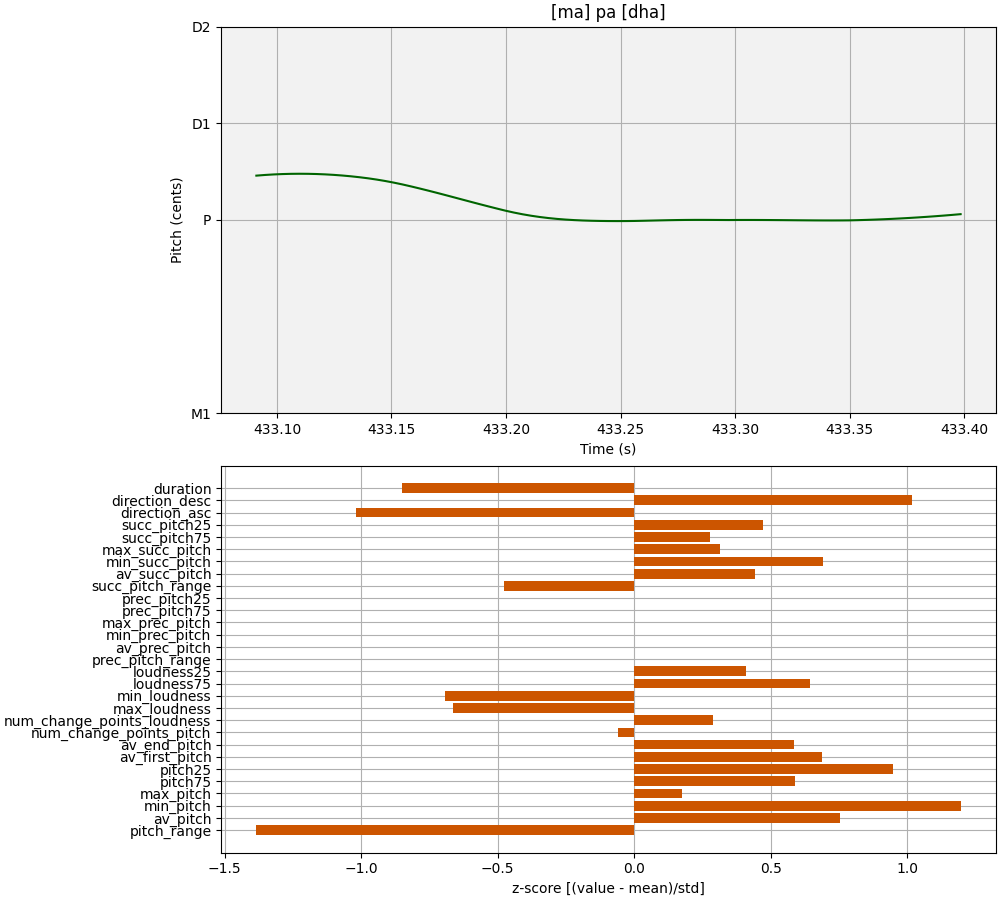 [ma] pa [dha]
D2
D1
P
M1
Pitch (cents)
433.10 433.15 433.20 433.25 433.30 433.35 433.40
Time (s)
duration
direction_desc
direction_asc
succ_pitch25
succ_pitch75
max_succ_pitch
min_succ_pitch
av_succ_pitch
succ_pitch_range
prec_pitch25
prec_pitch75
max_prec_pitch
min_prec_pitch
av_prec_pitch
prec_pitch_range
loudness25
loudness75
min_loudness
max_loudness
num_change_points_loudness
num_change_points_pitch
av_end_pitch
av_first_pitch
pitch25
pitch75
max_pitch
min_pitch
av_pitch
pitch_range
−1.5 −1.0 −0.5 0.0 0.5 1.0
z-score [(value - mean)/std]